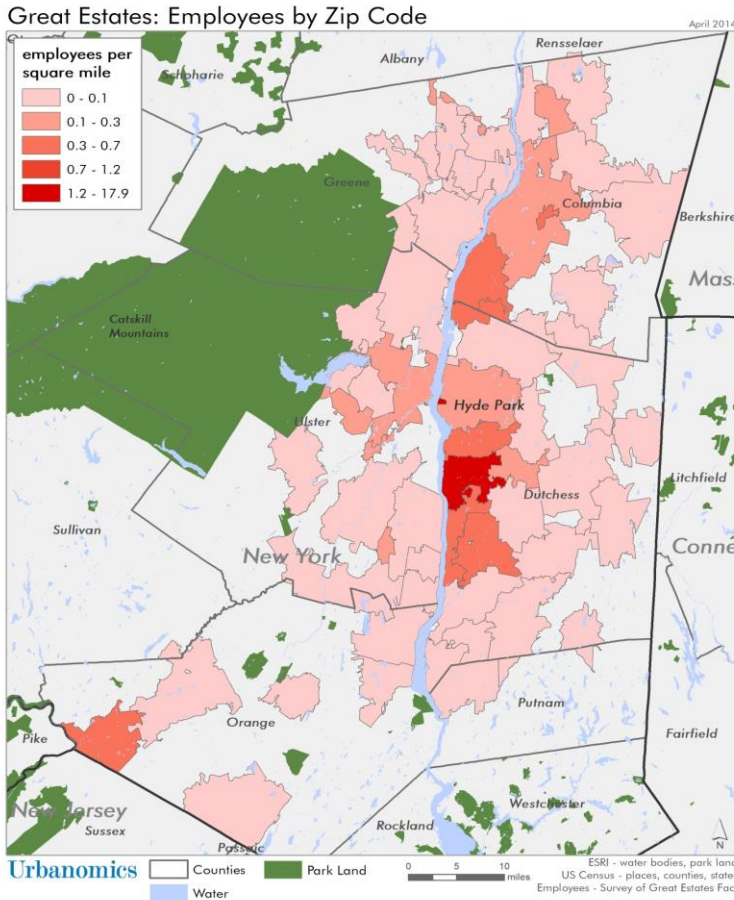 Great Estates: Employees by Zip Code
April 2014
employees per
square mile
0 - 0.1
0.1 - 0.3
0.3 - 0.7
0.7 - 1.2
1.2 - 17.9
Schoharie
Albany
Rensselaer
Greene
Columbia
Berkshire
Mass
Catskill
Mountains
Hyde Park
Ulster
Dutchess
Litchfield
Sullivan
New York
Conne
Orange
Putnam
Pike
Fairfield
New Jersey
Sussex
Passaic
Rockland
Westchester
N
Urbanomics
Counties
Park Land
Water
0 5 10
miles
ESRI - water bodies, park land
US Census - places, counties, state
Employees - Survey of Great Estates Fac